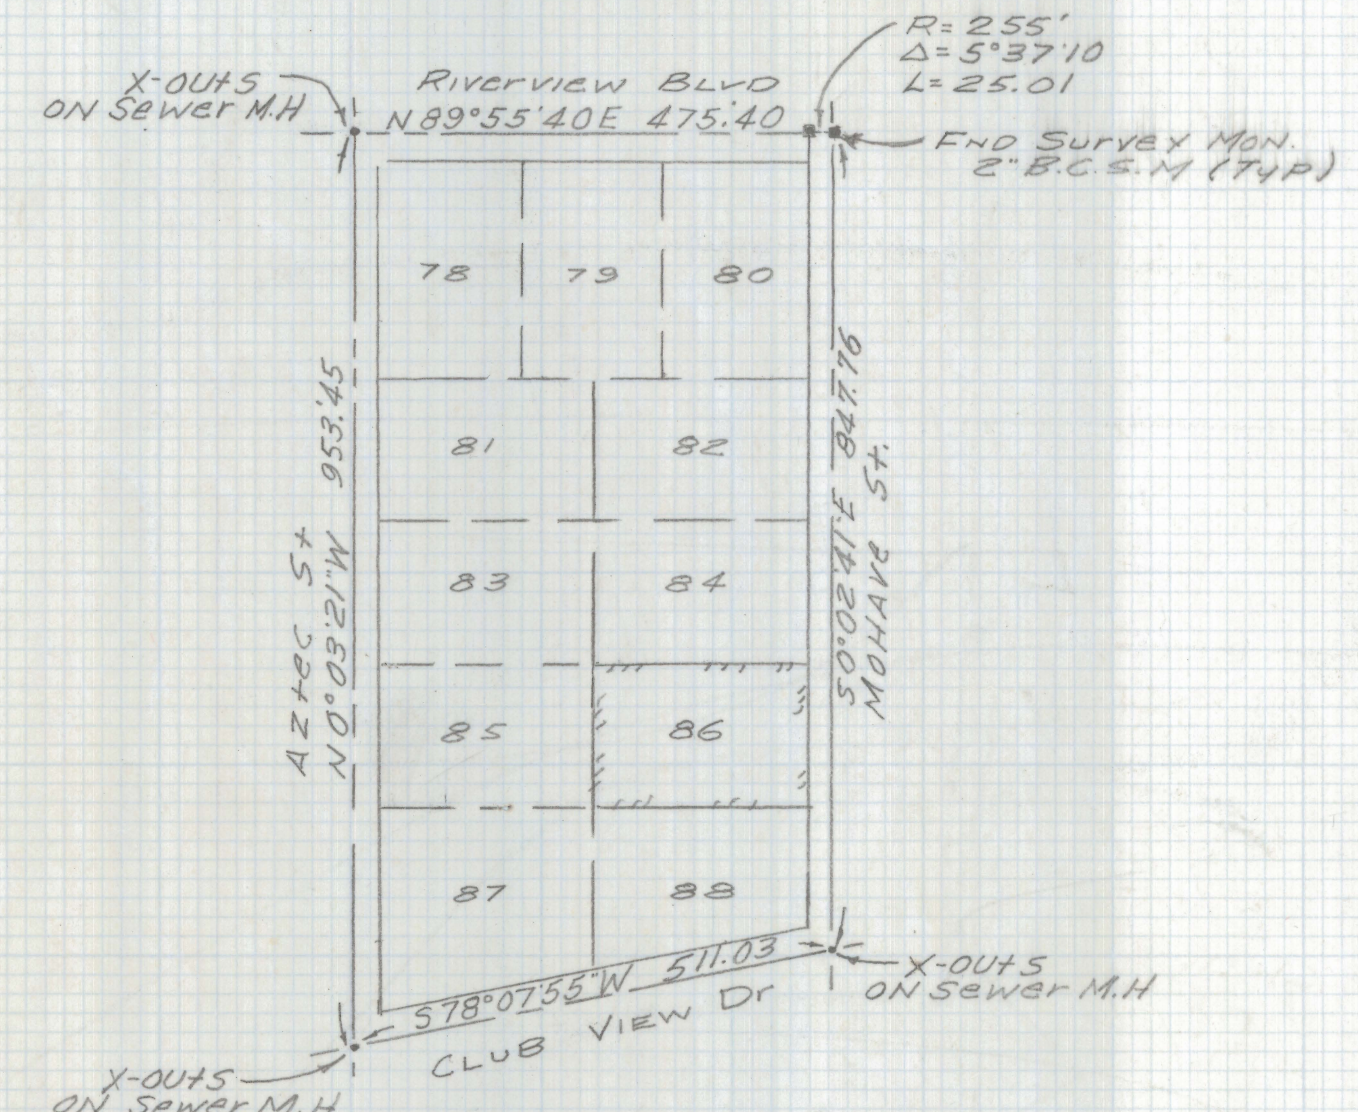 X-OUTS
ON Sewer M.H
Riverview BLVD
N89°55'40E 475.'40
R=255'
Δ=5°37'10
L=25.01
FND Survey MON.
2" B.C.S.M (TYP)
78
79
80
81
82
83
84
85
86
87
88
Aztec St
N0°03'21"W 953.'45
S0°02'41"E 847.76
MOHAVE St.
S78°07'55"W 511.03
CLUB VIEW Dr
X-OUTS
ON Sewer M.H
X-OUTS
ON Sewer M.H